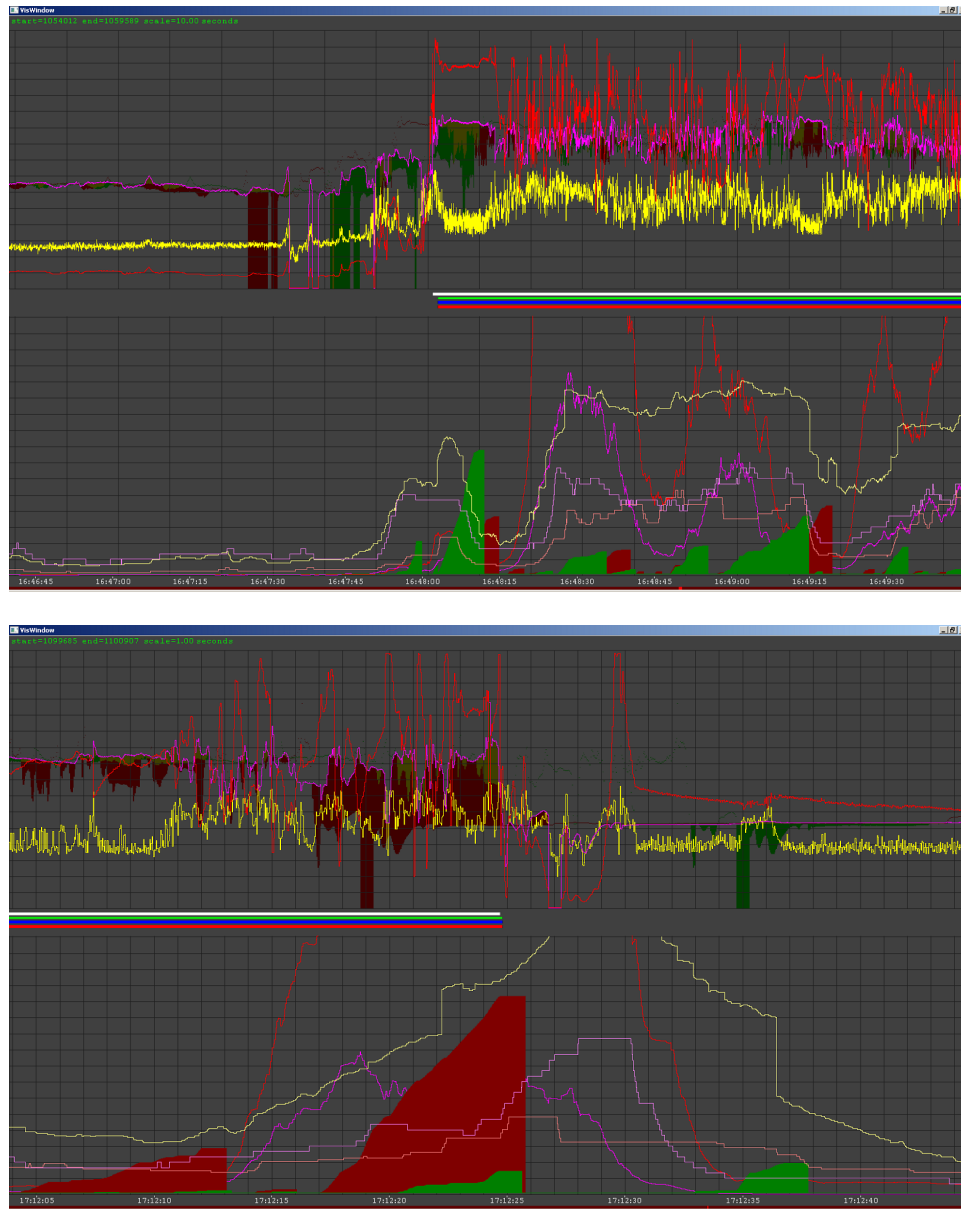 VisWindow
start=1054012 end=1059589 scale=10.00 seconds
16:46:45 16:47:00 16:47:15 16:47:30 16:47:45 16:48:00 16:48:15 16:48:30 16:48:45 16:49:00 16:49:15 16:49:30
VisWindow
start=1099685 end=1100907 scale=1.00 seconds
17:12:05 17:12:10 17:12:15 17:12:20 17:12:25 17:12:30 17:12:35 17:12:40